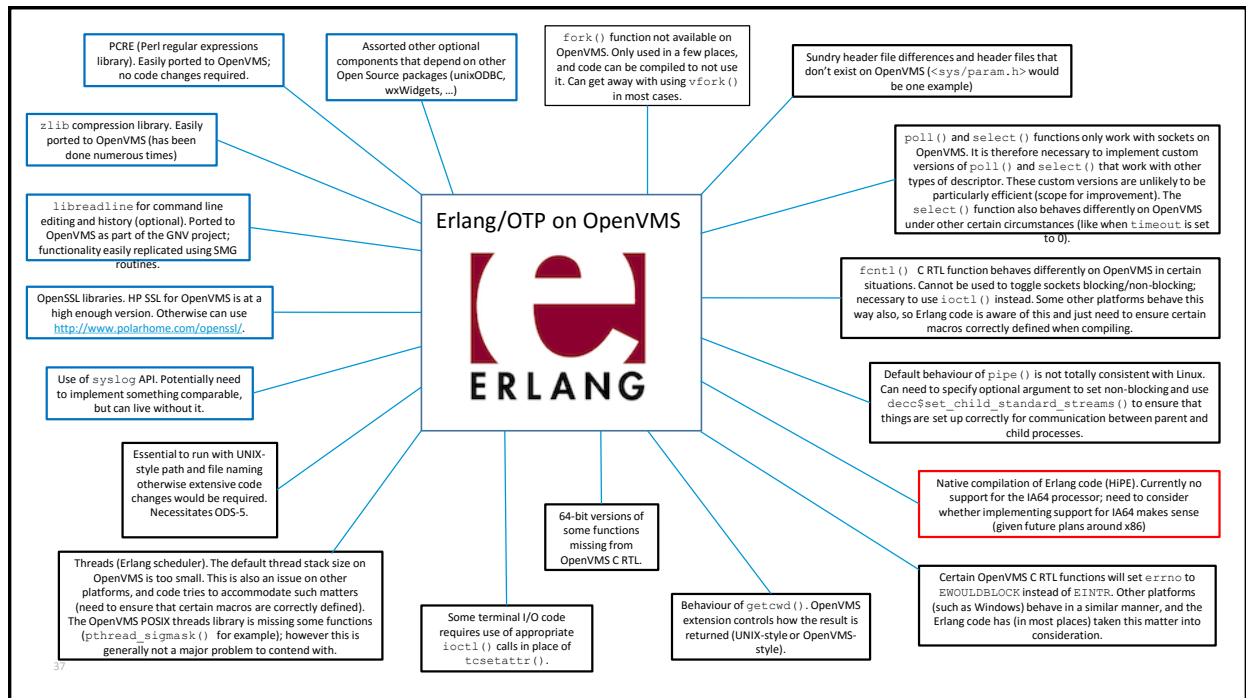 PCRE (Perl regular expressions
library). Easily ported to OpenVMS;
no code changes required.
Assorted other optional
components that depend on other
Open Source packages (unixODBC,
wxWidgets, ...)
fork() function not available on
OpenVMS. Only used in a few places,
and code can be compiled to not use
it. Can get away with using vfork()
in most cases.
Sundry header file differences and header files that
don't exist on OpenVMS (<sys/param.h> would
be one example)
zlib compression library. Easily
ported to OpenVMS (has been
done numerous times)
poll() and select() functions only work with sockets on
OpenVMS. It is therefore necessary to implement custom
versions of poll() and select() that work with other
types of descriptor. These custom versions are unlikely to be
particularly efficient (scope for improvement). The
select() function also behaves differently on OpenVMS
under other certain circumstances (like when timeout is set
to 0).
libreadline for command line
editing and history (optional). Ported to
OpenVMS as part of the GNV project;
functionality easily replicated using SMG
routines.
Erlang/OTP on OpenVMS
e
ERLANG
fcntl() C RTL function behaves differently on OpenVMS in certain
situations. Cannot be used to toggle sockets blocking/non-blocking;
necessary to use ioctl() instead. Some other platforms behave this
way also, so Erlang code is aware of this and just need to ensure certain
macros correctly defined when compiling.
OpenSSL libraries. HP SSL for OpenVMS is at a
high enough version. Otherwise can use
http://www.polarhome.com/openssl/.
Use of syslog API. Potentially need
to implement something comparable,
but can live without it.
Default behaviour of pipe() is not totally consistent with Linux.
Can need to specify optional argument to set non-blocking and use
decc$set_child_standard_streams() to ensure that
things are set up correctly for communication between parent and
child processes.
Essential to run with UNIX-
style path and file naming
otherwise extensive code
changes would be required.
Necessitates ODS-5.
Native compilation of Erlang code (HiPE). Currently no
support for the IA64 processor; need to consider
whether implementing support for IA64 makes sense
(given future plans around x86)
64-bit versions of
some functions
missing from
OpenVMS C RTL.
Threads (Erlang scheduler). The default thread stack size on
OpenVMS is too small. This is also an issue on other
platforms, and code tries to accommodate such matters
(need to ensure that certain macros are correctly defined).
The OpenVMS POSIX threads library is missing some functions
(pthread_sigmask() for example); however this is
generally not a major problem to contend with.
Some terminal I/O code
requires use of appropriate
ioctl() calls in place of
tcsetattr().
Behaviour of getcwd(). OpenVMS
extension controls how the result is
returned (UNIX-style or OpenVMS-
style).
Certain OpenVMS C RTL functions will set errno to
EWOULDBLOCK instead of EINTR. Other platforms
(such as Windows) behave in a similar manner, and the
Erlang code has (in most places) taken this matter into
consideration.
37